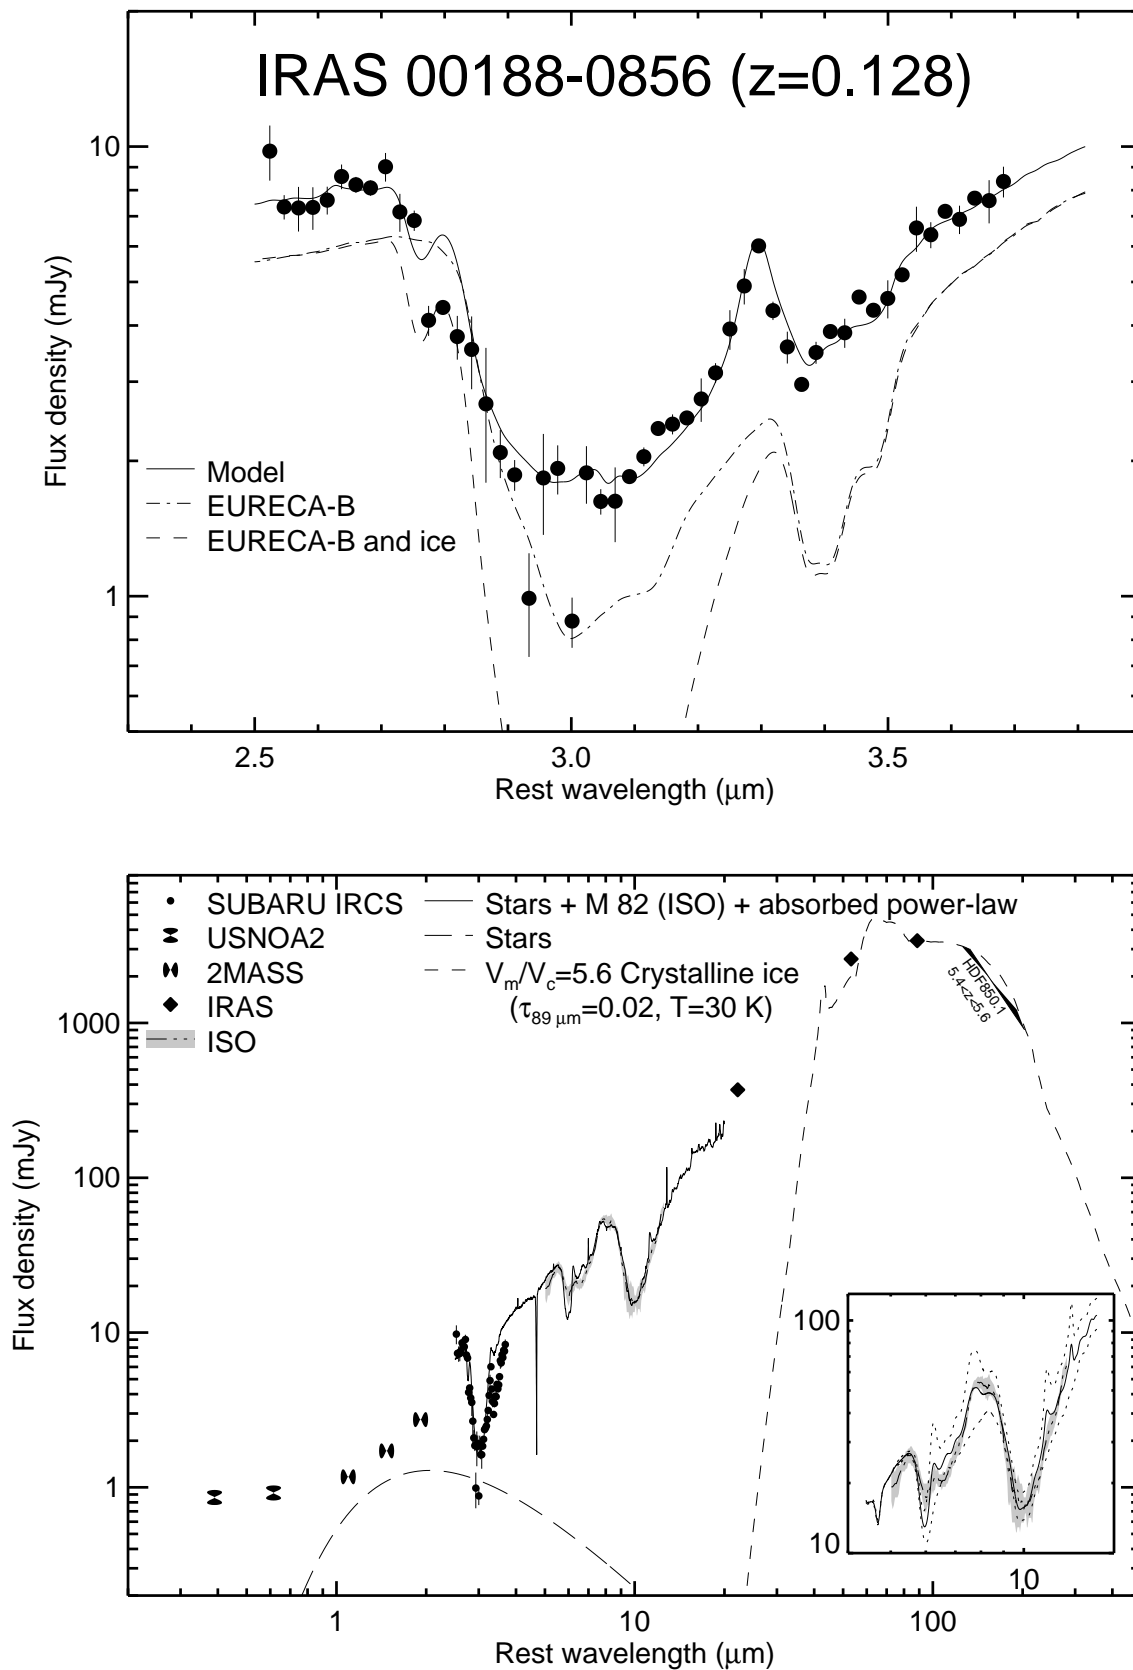 IRAS 00188-0856 (z=0.128)
10
1
Flux density (mJy)
Model
EURECA-B
EURECA-B and ice
2.5 3.0 3.5
Rest wavelength (μm)
SUBARU IRCS
USNOA2
2MASS
IRAS
ISO
Stars + M 82 (ISO) + absorbed power-law
Stars
V_m/V_c=5.6 Crystalline ice
(τ_89 μm=0.02, T=30 K)
HDF850.1
5.4<z<5.6
1000
100
10
1
Flux density (mJy)
100
10
10
1 10 100
Rest wavelength (μm)